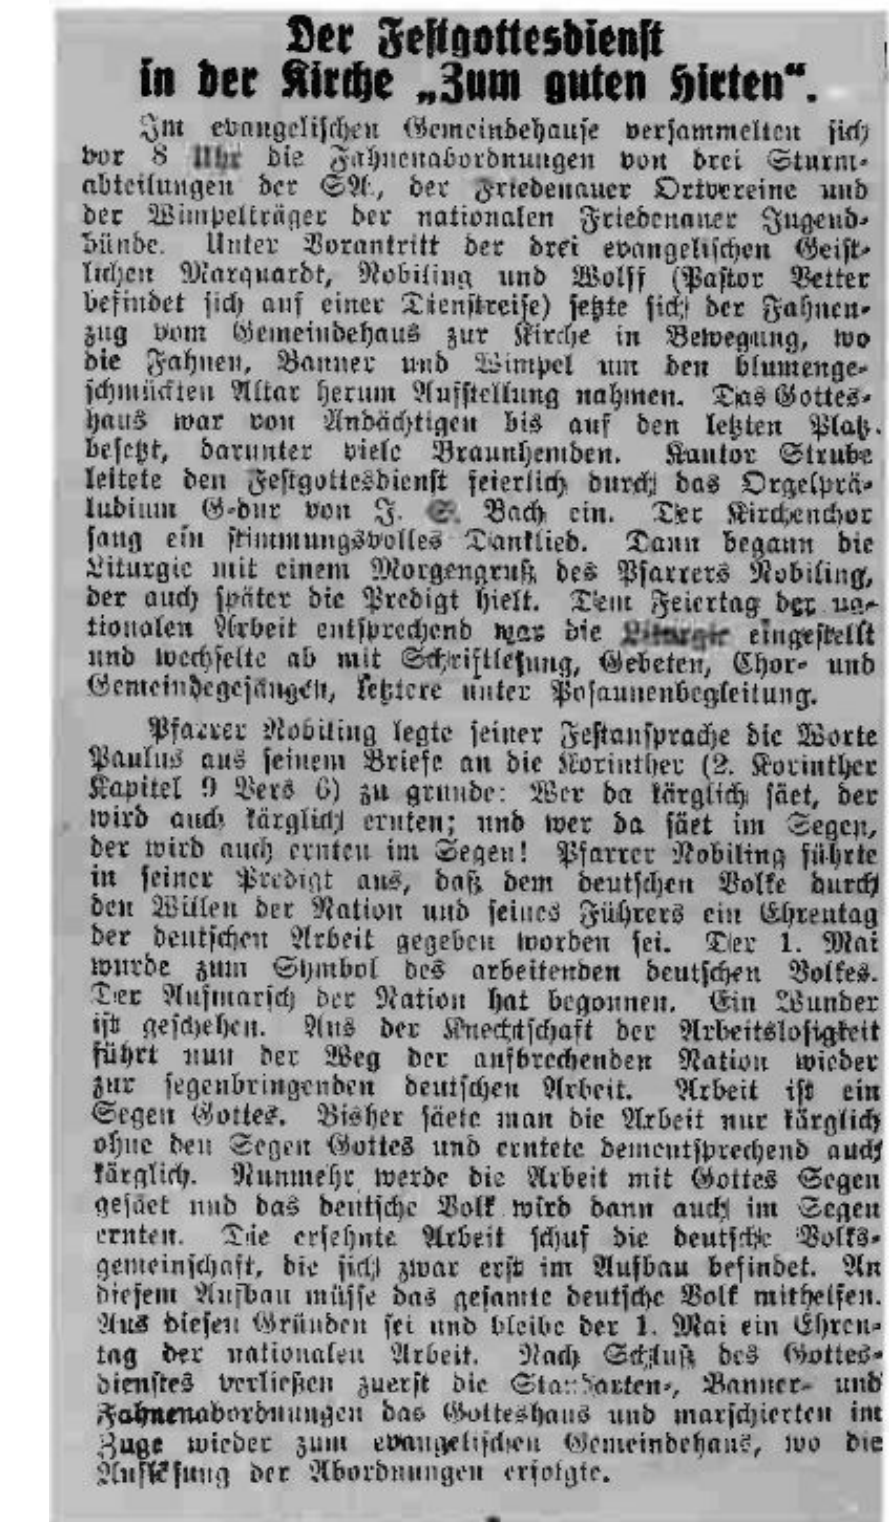 Der Festgottesdienst
in der Kirche „Zum guten Hirten“.
Im evangelischen Gemeindehause versammelten sich
vor 8 Uhr die Fahnenabordnungen von drei Sturm-
abteilungen der SA., der Friedenauer Ortvereine und
der Wimpelträger der nationalen Friedenauer Jugend-
bünde. Unter Vorantritt der drei evangelischen Geist-
lichen Marquardt, Nobiling und Wolff (Pastor Vetter
befindet sich auf einer Dienstreise) setzte sich der Fahnen-
zug vom Gemeindehaus zur Kirche in Bewegung, wo
die Fahnen, Banner und Wimpel um den blumenge-
schmückten Altar herum Aufstellung nahmen. Das Gottes-
haus war von Andächtigen bis auf den letzten Platz
besetzt, darunter viele Braunhemden. Kantor Strube
leitete den Festgottesdienst feierlich durch das Orgelprä-
ludium G-dur von J. S. Bach ein. Der Kirchenchor
sang ein stimmungsvolles Danklied. Dann begann die
Liturgie mit einem Morgengruß des Pfarrers Nobiling,
der auch später die Predigt hielt. Dem Feiertag der na-
tionalen Arbeit entsprechend war die Liturgie eingestellt
und wechselte ab mit Schriftlesung, Gebeten, Chor- und
Gemeindegesängen, letztere unter Posaunenbegleitung.
Pfarrer Nobiling legte seiner Festansprache die Worte
Paulus aus seinem Briefe an die Korinther (2. Korinther
Kapitel 9 Vers 6) zu grunde: Wer da kärglich säet, der
wird auch kärglich ernten; und wer da säet im Segen,
der wird auch ernten im Segen! Pfarrer Nobiling führte
in seiner Predigt aus, daß dem deutschen Volke durch
den Willen der Nation und seines Führers ein Ehrentag
der deutschen Arbeit gegeben worden sei. Der 1. Mai
wurde zum Symbol des arbeitenden deutschen Volkes.
Der Aufmarsch der Nation hat begonnen. Ein Wunder
ist geschehen. Aus der Knechtschaft der Arbeitslosigkeit
führt nun der Weg der aufbrechenden Nation wieder
zur segenbringenden deutschen Arbeit. Arbeit ist ein
Segen Gottes. Bisher säete man die Arbeit nur kärglich
ohne den Segen Gottes und erntete dementsprechend auch
kärglich. Nunmehr werde die Arbeit mit Gottes Segen
gesäet und das deutsche Volk wird dann auch im Segen
ernten. Die ersehnte Arbeit schuf die deutsche Volks-
gemeinschaft, die sich zwar erst im Aufbau befindet. An
diesem Aufbau müsse das gesamte deutsche Volk mithelfen.
Aus diesen Gründen sei und bleibe der 1. Mai ein Ehren-
tag der nationalen Arbeit. Nach Schluß des Gottes-
dienstes verließen zuerst die Standarten-, Banner- und
Fahnenabordnungen das Gotteshaus und marschierten im
Zuge wieder zum evangelischen Gemeindehaus, wo die
Auflösung der Abordnungen erfolgte.